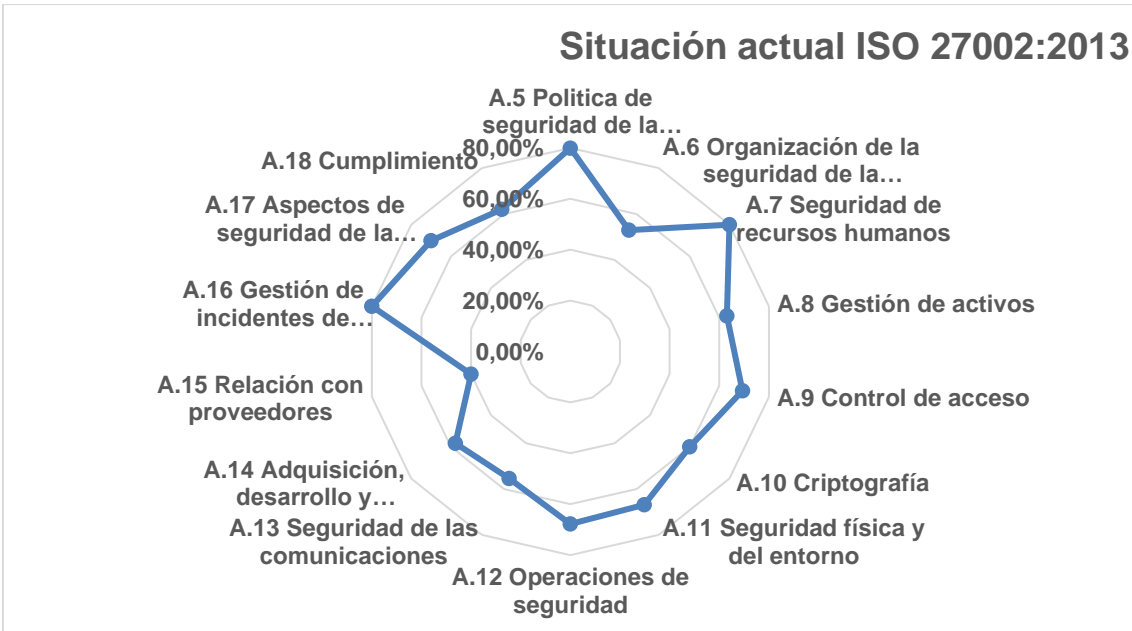 Situación actual ISO 27002:2013
A.5 Politica de
seguridad de la…
A.6 Organización de la
seguridad de la…
A.7 Seguridad de
recursos humanos
A.8 Gestión de activos
A.9 Control de acceso
A.10 Criptografía
A.11 Seguridad física y
del entorno
A.12 Operaciones de
seguridad
A.13 Seguridad de las
comunicaciones
A.14 Adquisición,
desarrollo y…
A.15 Relación con
proveedores
A.16 Gestión de
incidentes de…
A.17 Aspectos de
seguridad de la…
A.18 Cumplimiento
80,00%
60,00%
40,00%
20,00%
0,00%